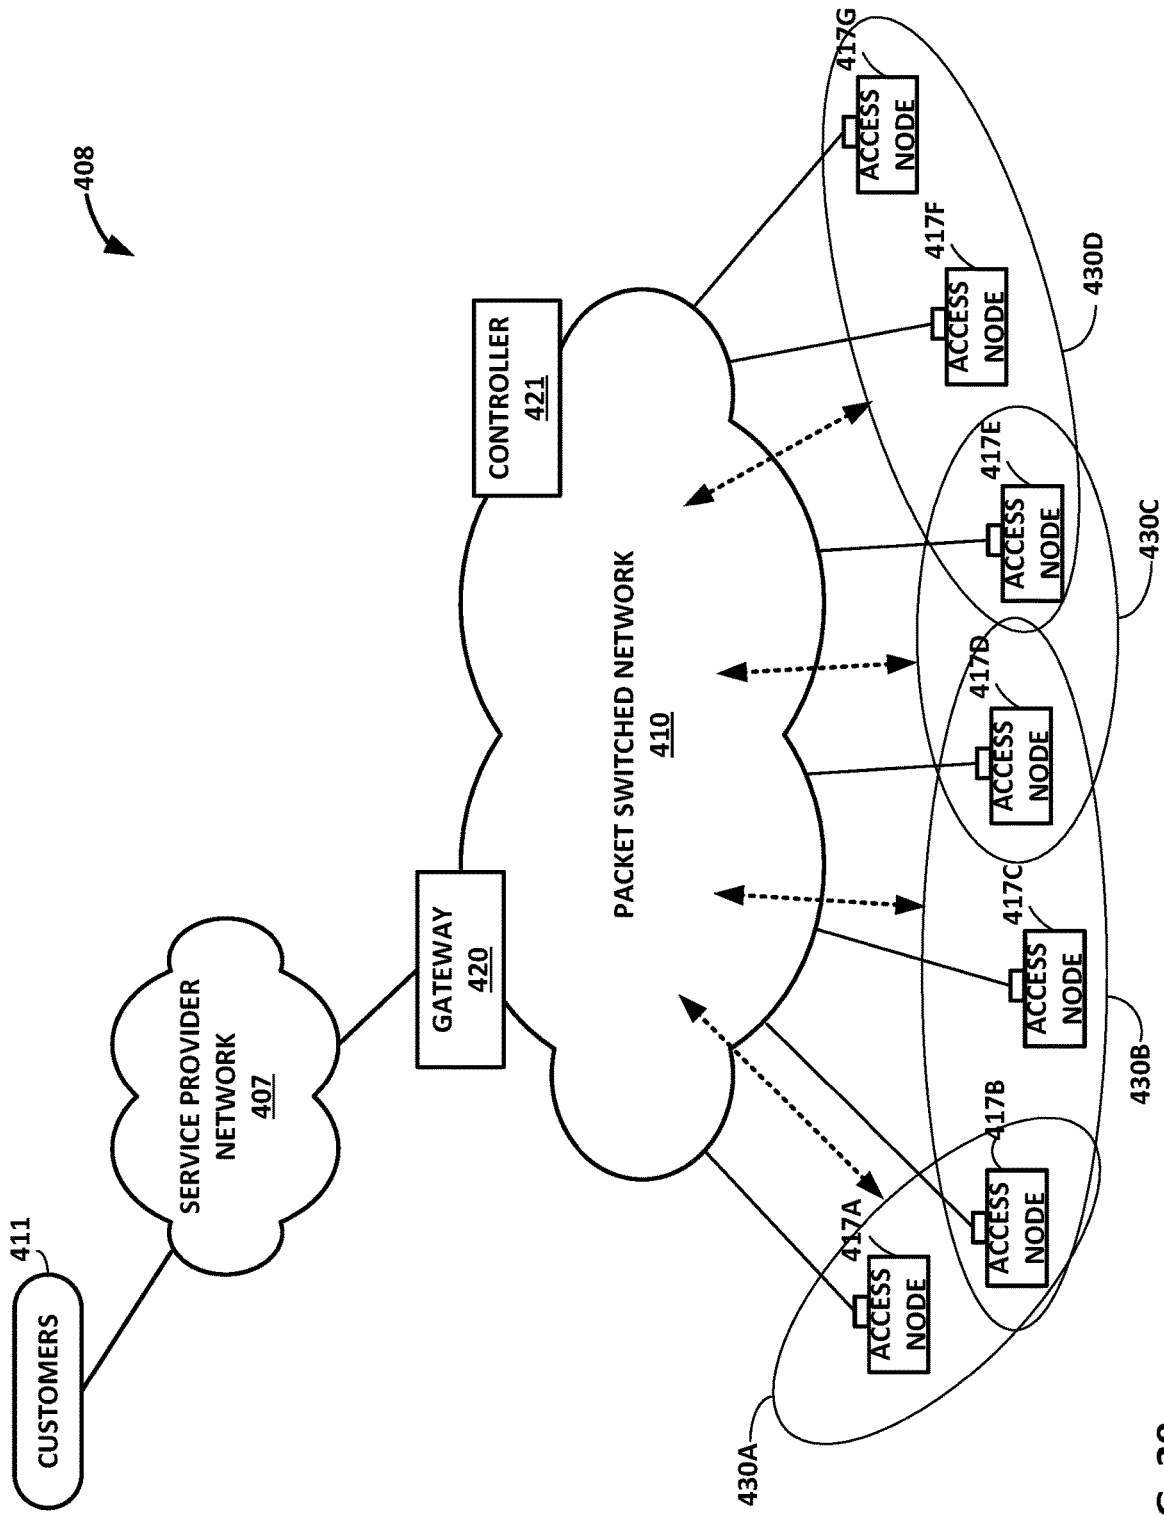 408
CUSTOMERS
411
SERVICE PROVIDER
NETWORK
407
GATEWAY
420
CONTROLLER
421
PACKET SWITCHED NETWORK
410
417A
ACCESS
NODE
417B
ACCESS
NODE
417C
ACCESS
NODE
417D
ACCESS
NODE
417E
ACCESS
NODE
417F
ACCESS
NODE
417G
ACCESS
NODE
430A
430B
430C
430D